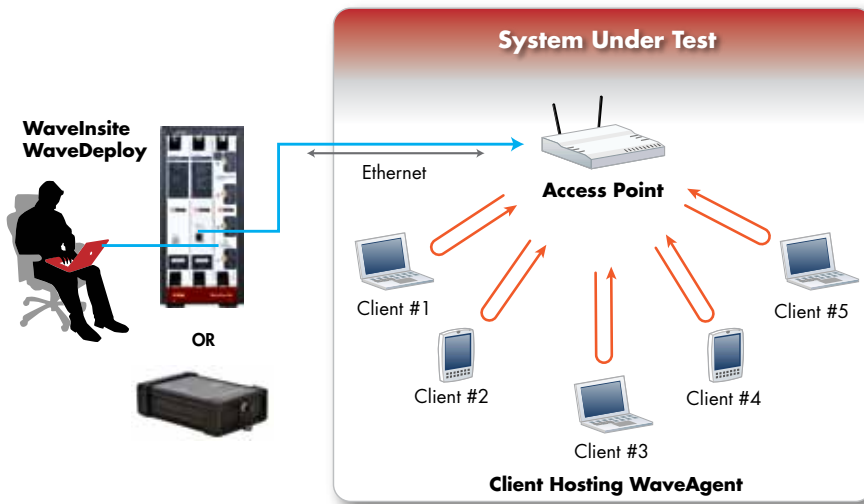 System Under Test
WaveInsite
WaveDeploy
Ethernet
Access Point
Client #1
Client #5
OR
Client #2
Client #4
Client #3
Client Hosting WaveAgent